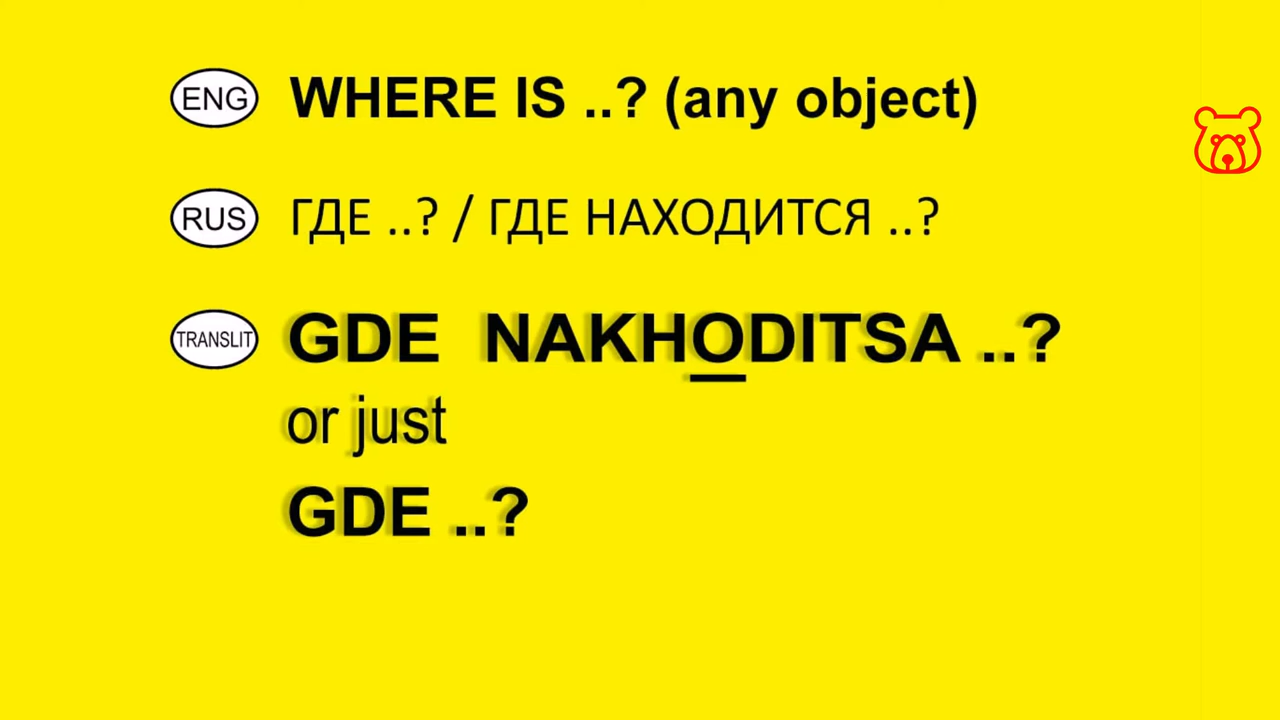 ENG WHERE IS ..? (any object)
RUS ГДЕ ..? / ГДЕ НАХОДИТСЯ ..?
TRANSLIT GDE NAKHODITSA ..?
or just
GDE ..?